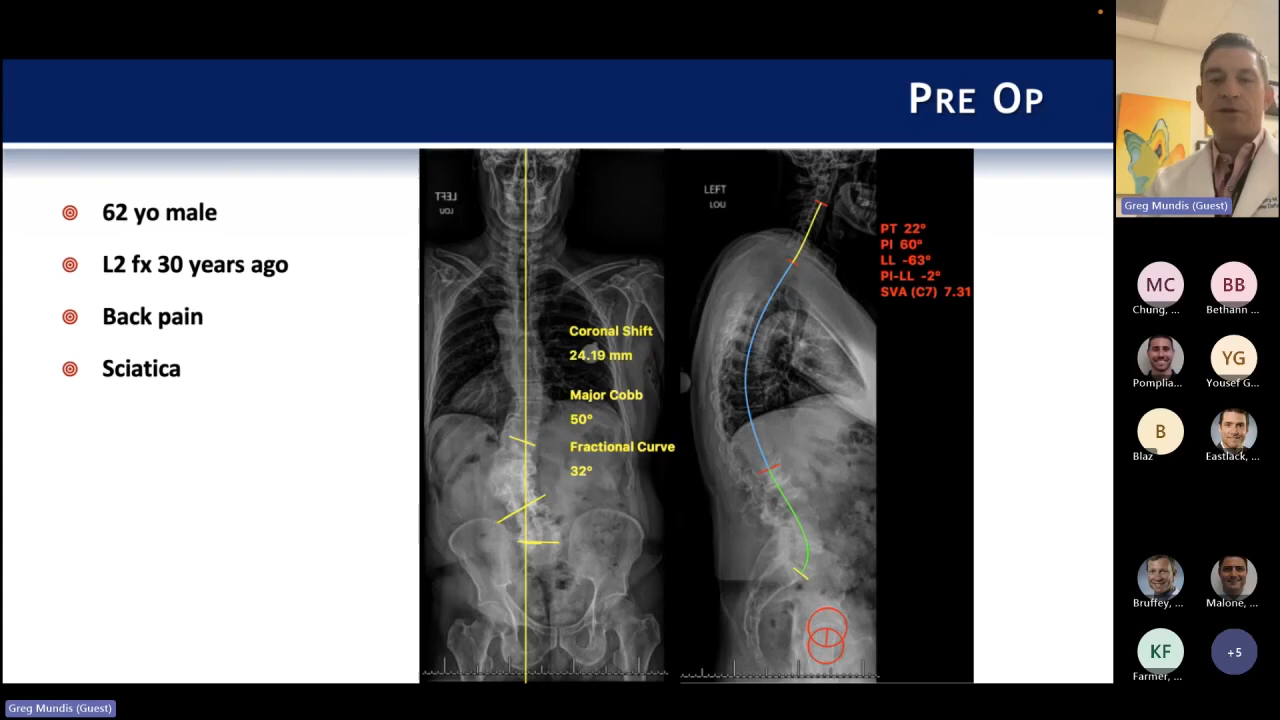 PRE OP
62 yo male
L2 fx 30 years ago
Back pain
Sciatica
LEFT
LOU
Coronal Shift
24.19 mm
Major Cobb
50°
Fractional Curve
32°
LEFT
LOU
PT 22°
PI 60°
LL -63°
PI-LL -2°
SVA (C7) 7.31
Greg Mundis (Guest)
MC
BB
Chung, ...
Bethann ...
YG
Pomplia...
Yousef G...
B
Blaz
Eastlack, ...
Bruffey, ...
Malone, ...
KF
+5
Farmer, ...
Greg Mundis (Guest)